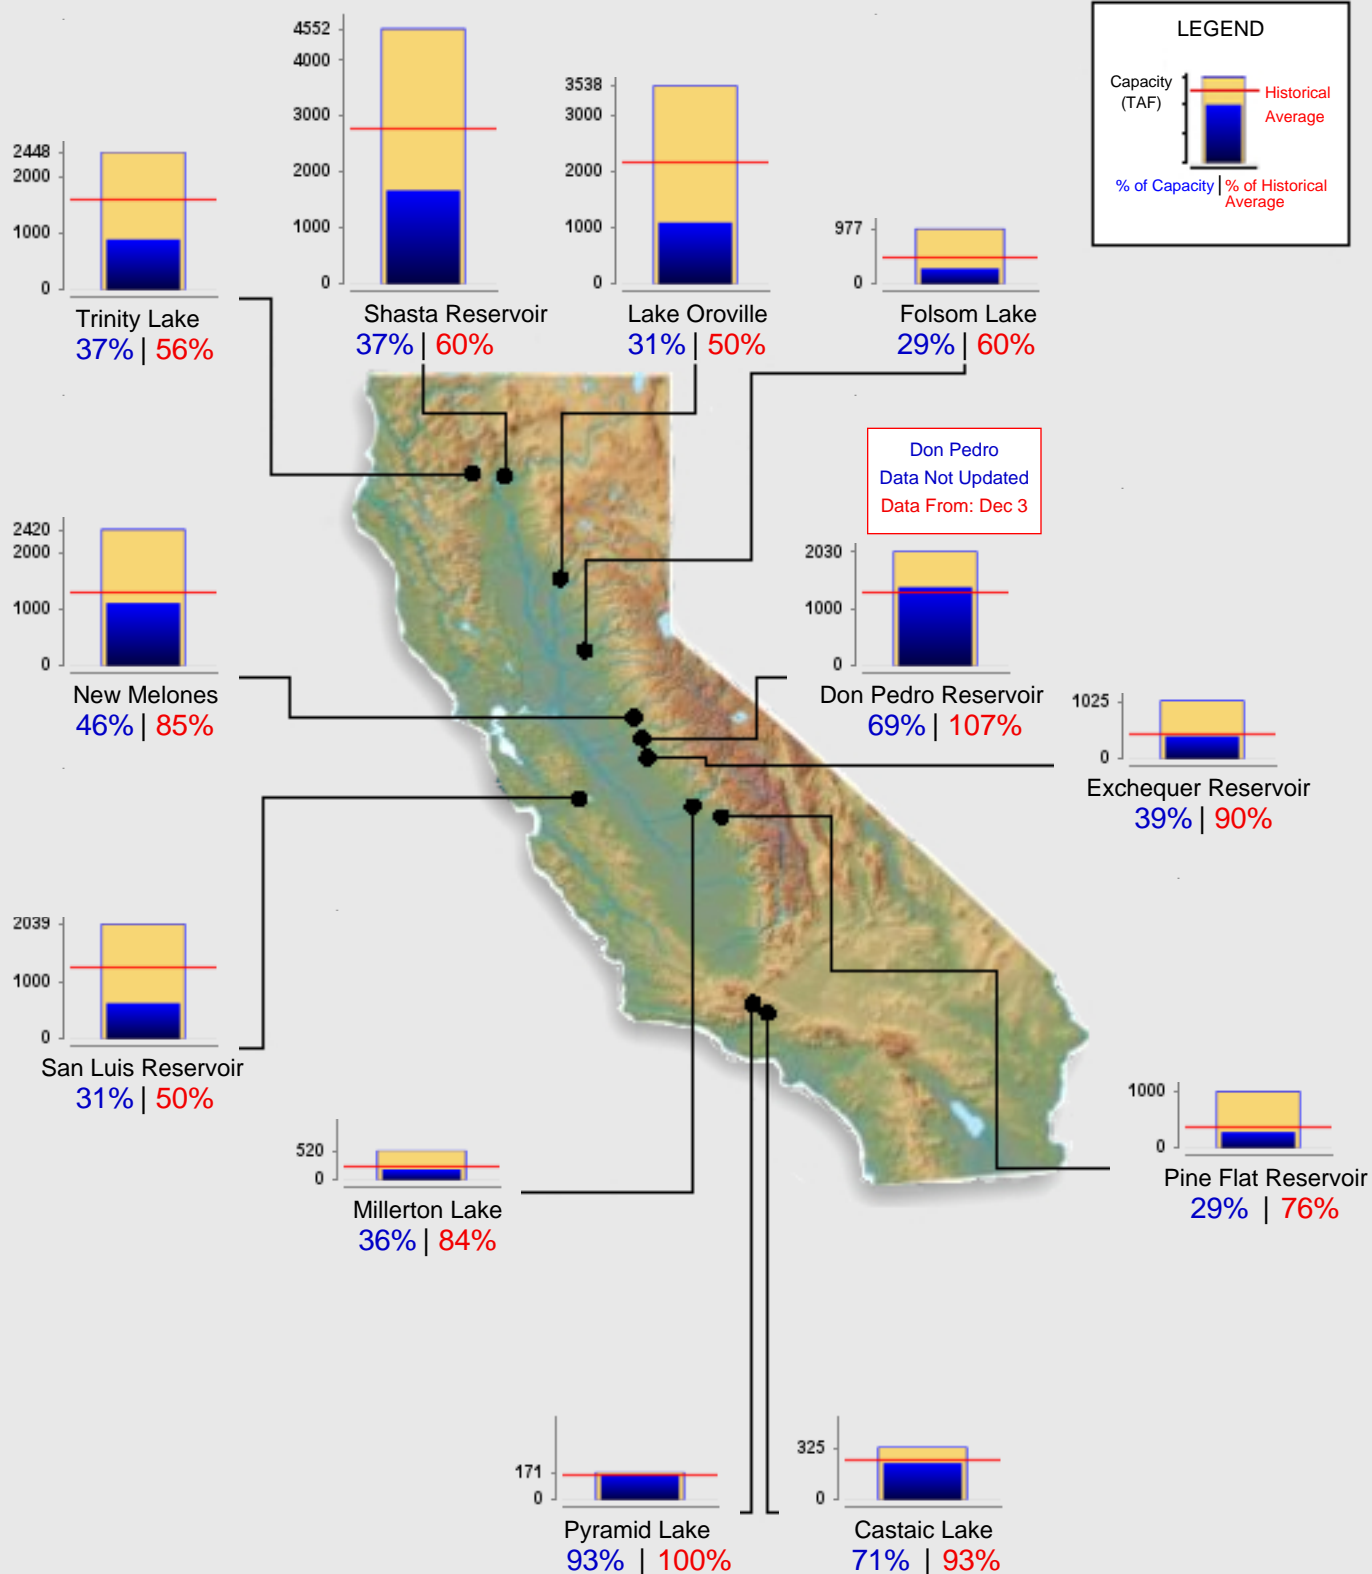 LEGEND
Capacity
(TAF)
Historical
Average
% of Capacity | % of Historical
Average
4552
4000
3000
2000
1000
0
Shasta Reservoir
37% | 60%
3538
3000
2000
1000
0
Lake Oroville
31% | 50%
2448
2000
1000
0
Trinity Lake
37% | 56%
977
0
Folsom Lake
29% | 60%
Don Pedro
Data Not Updated
Data From: Dec 3
2420
2000
1000
0
New Melones
46% | 85%
2030
1000
0
Don Pedro Reservoir
69% | 107%
1025
0
Exchequer Reservoir
39% | 90%
2039
1000
0
San Luis Reservoir
31% | 50%
1000
0
Pine Flat Reservoir
29% | 76%
520
0
Millerton Lake
36% | 84%
171
0
Pyramid Lake
93% | 100%
325
0
Castaic Lake
71% | 93%